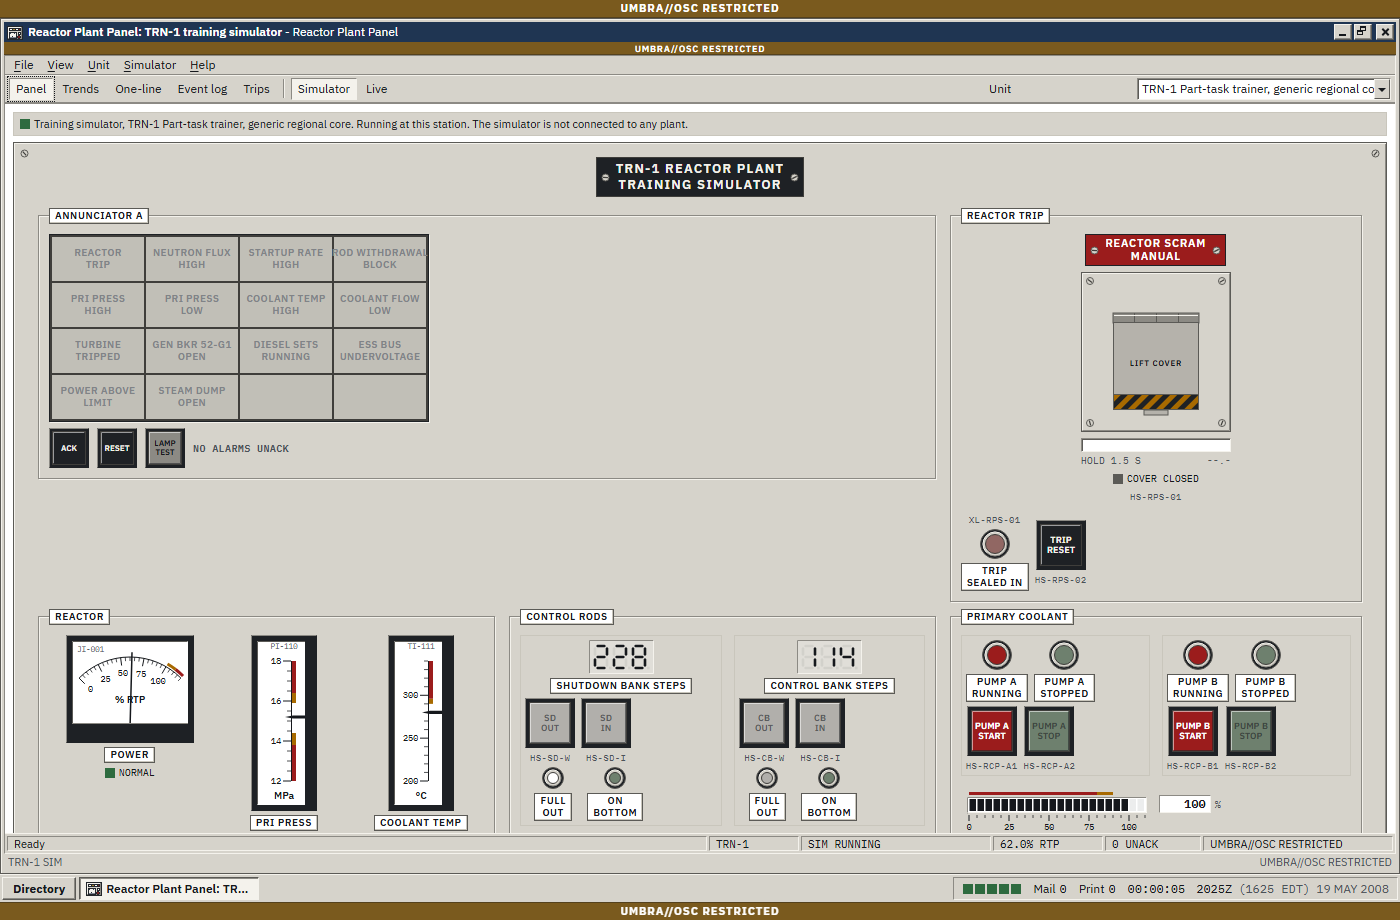 UMBRA//OSC RESTRICTED
Reactor Plant Panel: TRN-1 training simulator - Reactor Plant Panel
UMBRA//OSC RESTRICTED
File View Unit Simulator Help
Panel Trends One-line Event log Trips Simulator Live Unit TRN-1 Part-task trainer, generic regional co
Training simulator, TRN-1 Part-task trainer, generic regional core. Running at this station. The simulator is not connected to any plant.
TRN-1 REACTOR PLANT
TRAINING SIMULATOR
ANNUNCIATOR A
REACTOR TRIP
NEUTRON FLUX HIGH
STARTUP RATE HIGH
ROD WITHDRAWAL BLOCK
PRI PRESS HIGH
PRI PRESS LOW
COOLANT TEMP HIGH
COOLANT FLOW LOW
TURBINE TRIPPED
GEN BKR 52-G1 OPEN
DIESEL SETS RUNNING
ESS BUS UNDERVOLTAGE
POWER ABOVE LIMIT
STEAM DUMP OPEN
ACK RESET LAMP TEST NO ALARMS UNACK
REACTOR TRIP
REACTOR SCRAM
MANUAL
LIFT COVER
HOLD 1.5 S --.-
COVER CLOSED
HS-RPS-01
XL-RPS-01
TRIP SEALED IN
TRIP RESET
HS-RPS-02
REACTOR
JI-001
0 25 50 75 100
% RTP
POWER
NORMAL
PI-110
18
16
14
12
MPa
PRI PRESS
TI-111
300
250
200
°C
COOLANT TEMP
CONTROL RODS
228
SHUTDOWN BANK STEPS
SD OUT
SD IN
HS-SD-W HS-SD-I
FULL OUT
ON BOTTOM
114
CONTROL BANK STEPS
CB OUT
CB IN
HS-CB-W HS-CB-I
FULL OUT
ON BOTTOM
PRIMARY COOLANT
PUMP A RUNNING
PUMP A STOPPED
PUMP A START
PUMP A STOP
HS-RCP-A1 HS-RCP-A2
PUMP B RUNNING
PUMP B STOPPED
PUMP B START
PUMP B STOP
HS-RCP-B1 HS-RCP-B2
100 %
0 25 50 75 100
Ready TRN-1 SIM RUNNING 62.0% RTP 0 UNACK UMBRA//OSC RESTRICTED
TRN-1 SIM UMBRA//OSC RESTRICTED
Directory Reactor Plant Panel: TR... Mail 0 Print 0 00:00:05 2025Z (1625 EDT) 19 MAY 2008
UMBRA//OSC RESTRICTED